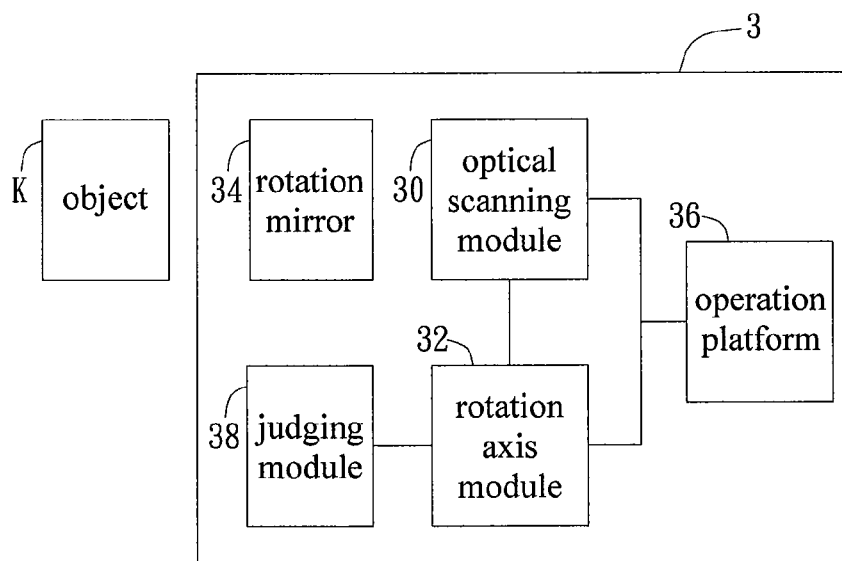 3
K
object
34
rotation
mirror
30
optical
scanning
module
36
operation
platform
38
judging
module
32
rotation
axis
module